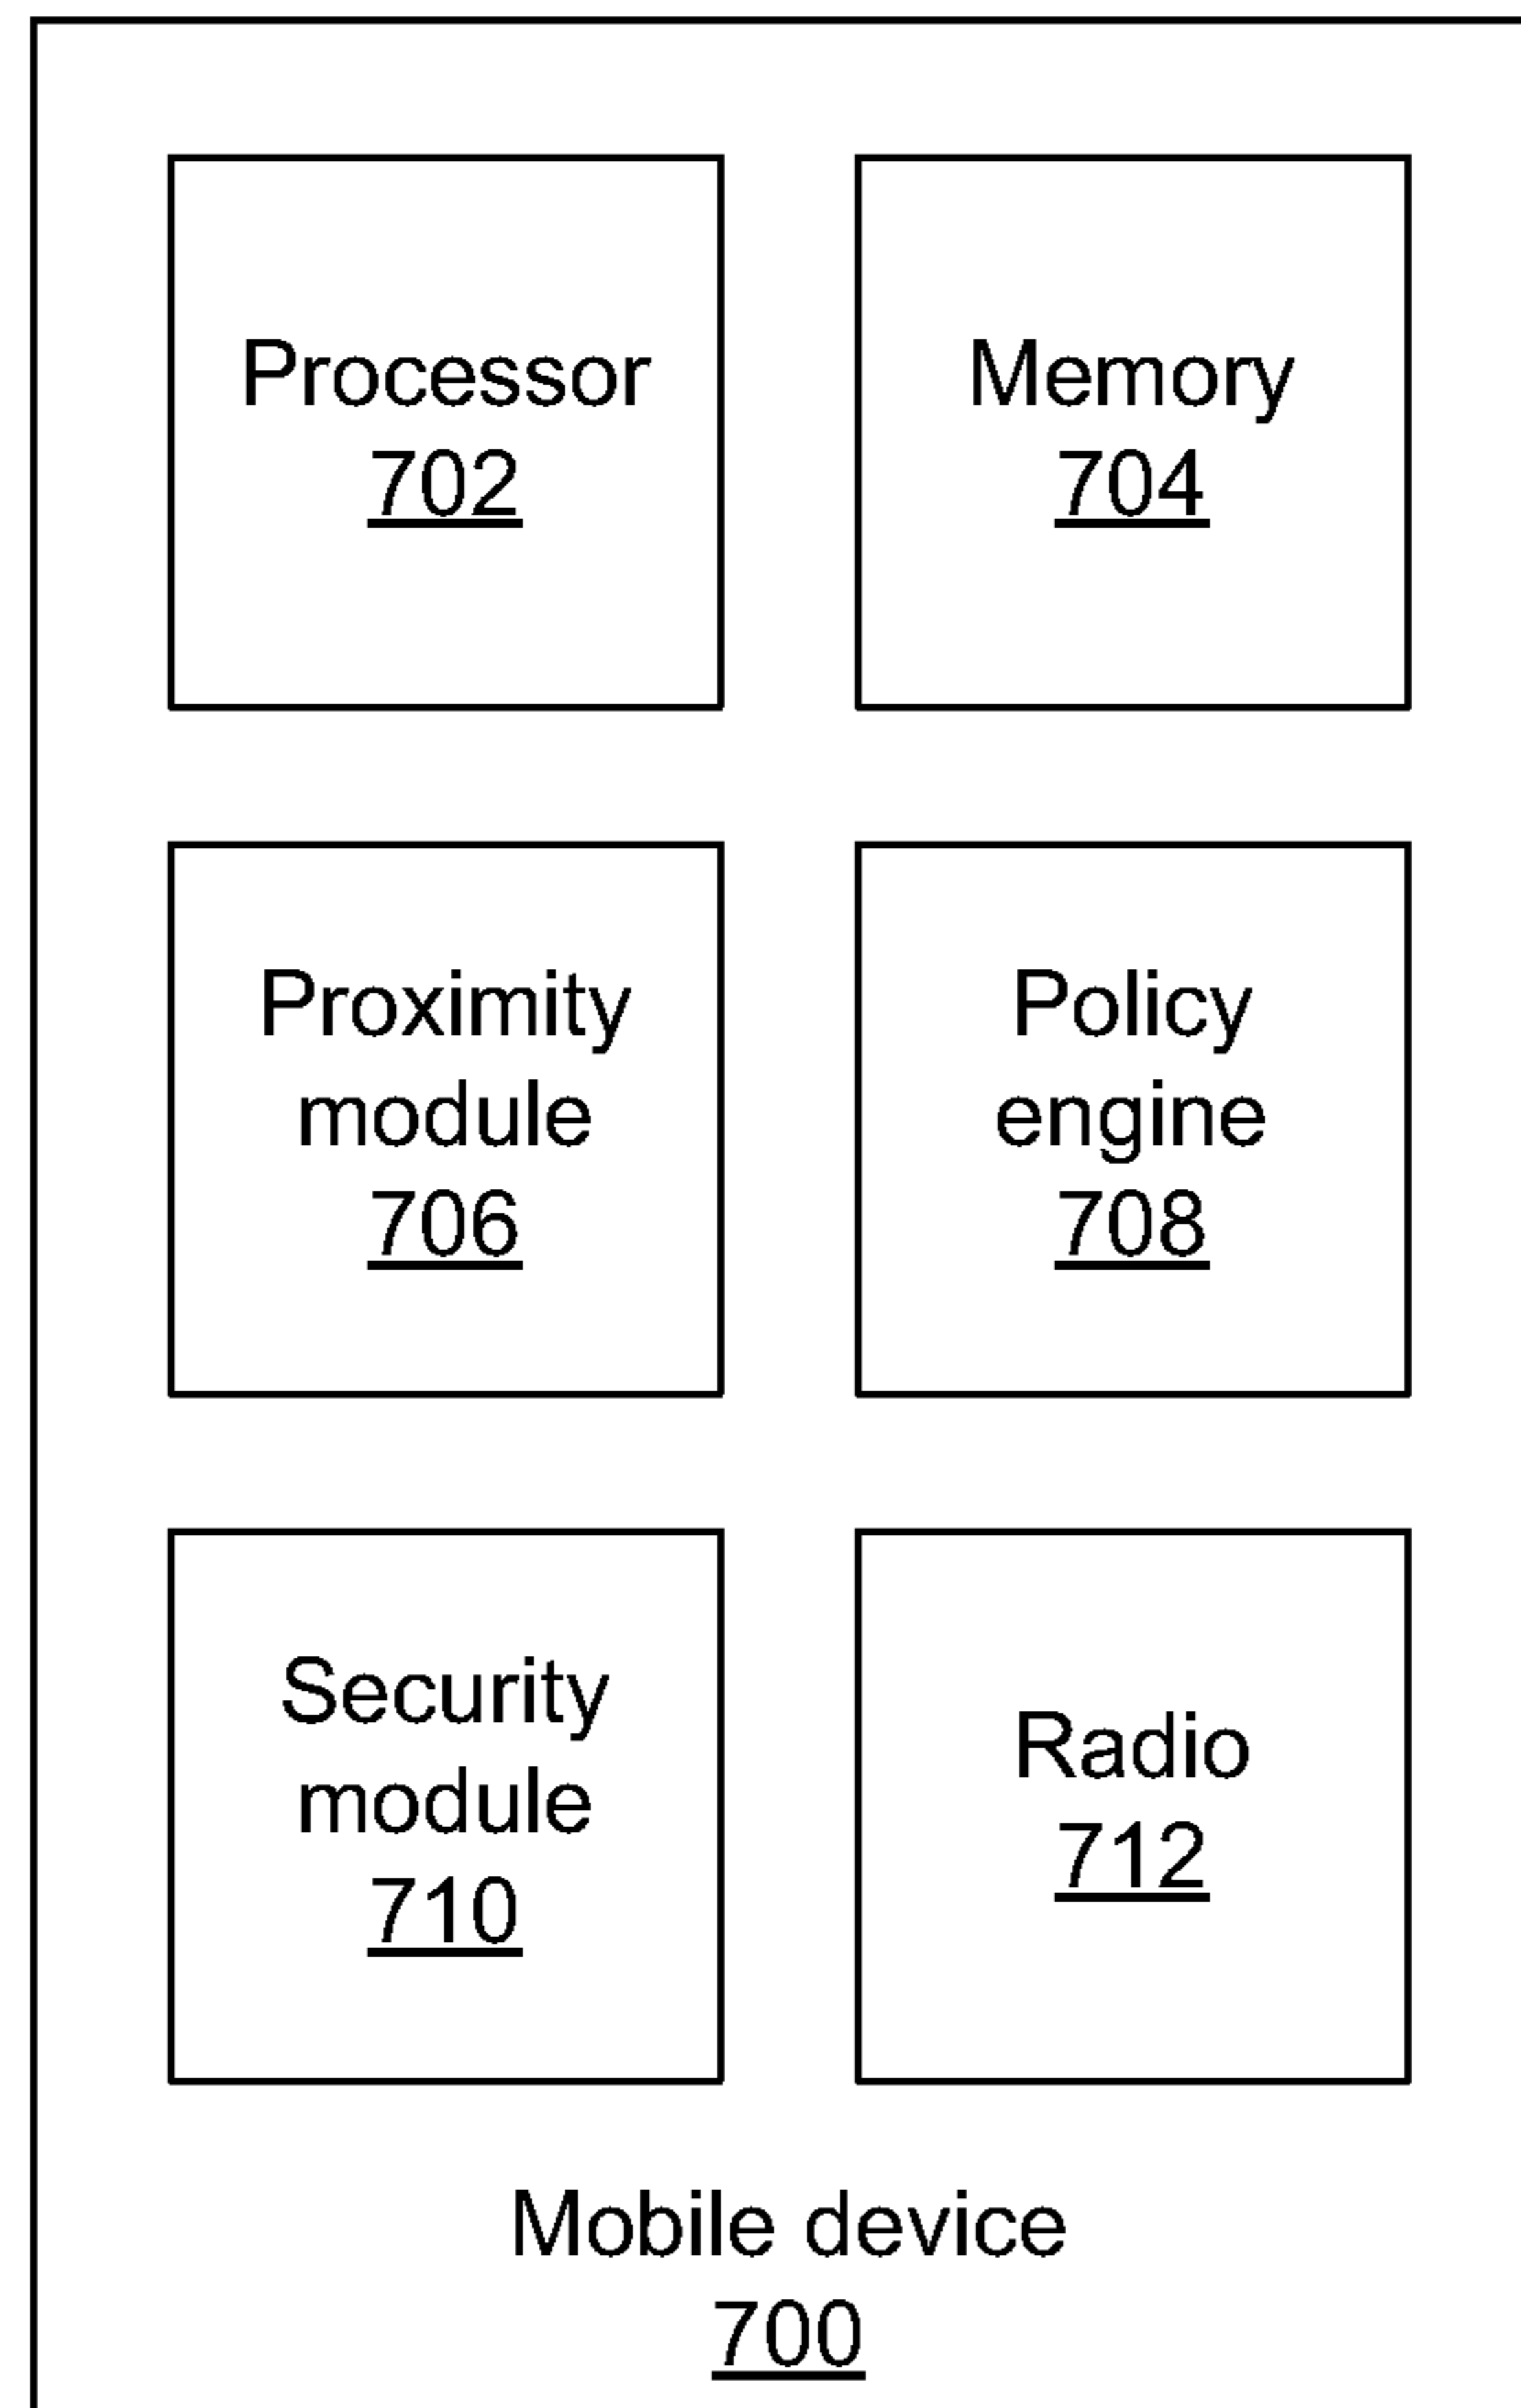 Processor
702
Memory
704
Proximity
module
706
Policy
engine
708
Security
module
710
Radio
712
Mobile device
700